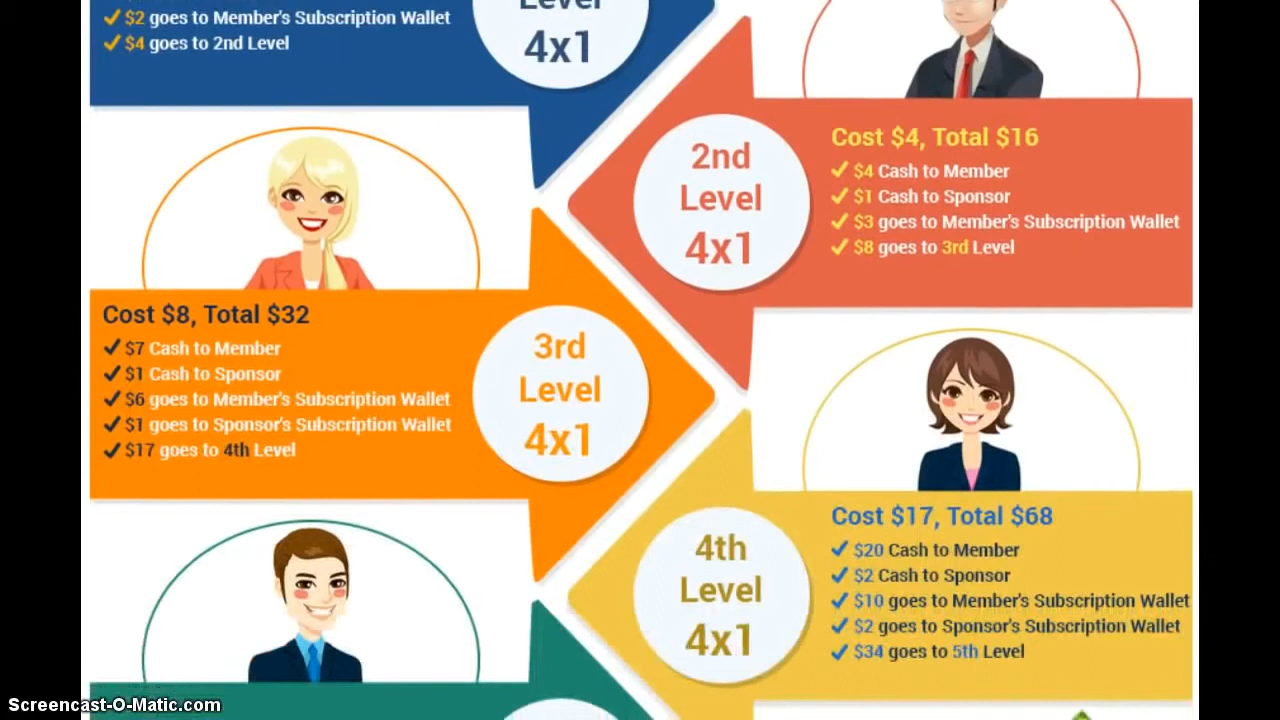 $2 goes to Member's Subscription Wallet
$4 goes to 2nd Level
Level
4x1
2nd
Level
4x1
Cost $4, Total $16
$4 Cash to Member
$1 Cash to Sponsor
$3 goes to Member's Subscription Wallet
$8 goes to 3rd Level
Cost $8, Total $32
$7 Cash to Member
$1 Cash to Sponsor
$6 goes to Member's Subscription Wallet
$1 goes to Sponsor's Subscription Wallet
$17 goes to 4th Level
3rd
Level
4x1
4th
Level
4x1
Cost $17, Total $68
$20 Cash to Member
$2 Cash to Sponsor
$10 goes to Member's Subscription Wallet
$2 goes to Sponsor's Subscription Wallet
$34 goes to 5th Level
Screencast-O-Matic.com